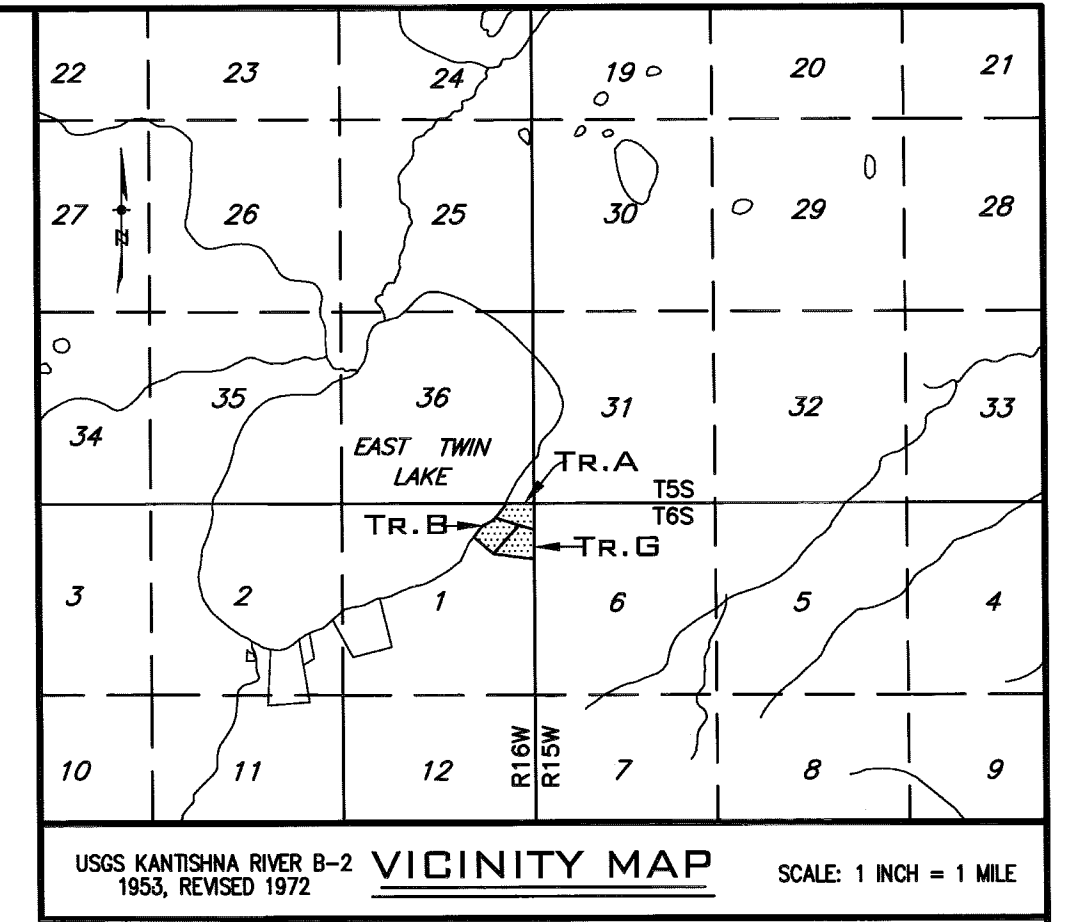 22 23 24 19 20 21
27 26 25 30 29 28
N
35 36 31 32 33
34
EAST TWIN
LAKE
Tr.A
T5S
T6S
Tr.B
Tr.G
3 2 1 6 5 4
R16W R15W
10 11 12 7 8 9
USGS KANTISHNA RIVER B-2
1953, REVISED 1972
VICINITY MAP
SCALE: 1 INCH = 1 MILE